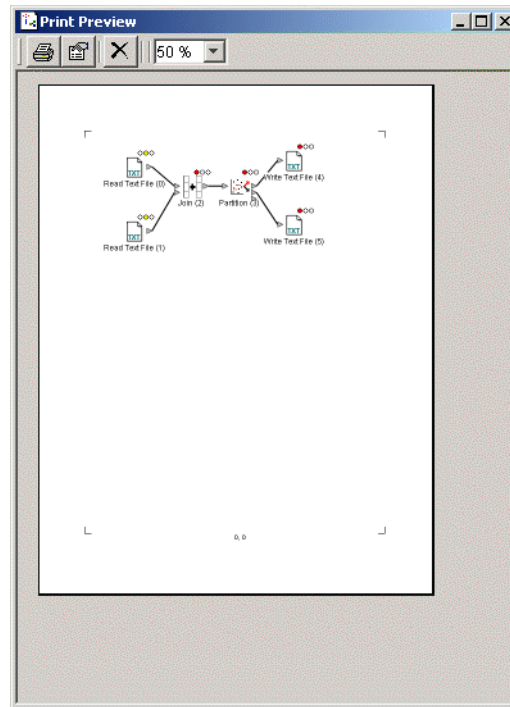 Print Preview
50 %
Read Text File (0)
Join (2)
Partition (3)
Write Text File (4)
Read Text File (1)
Write Text File (5)
TXT
TXT
TXT
TXT
0, 0